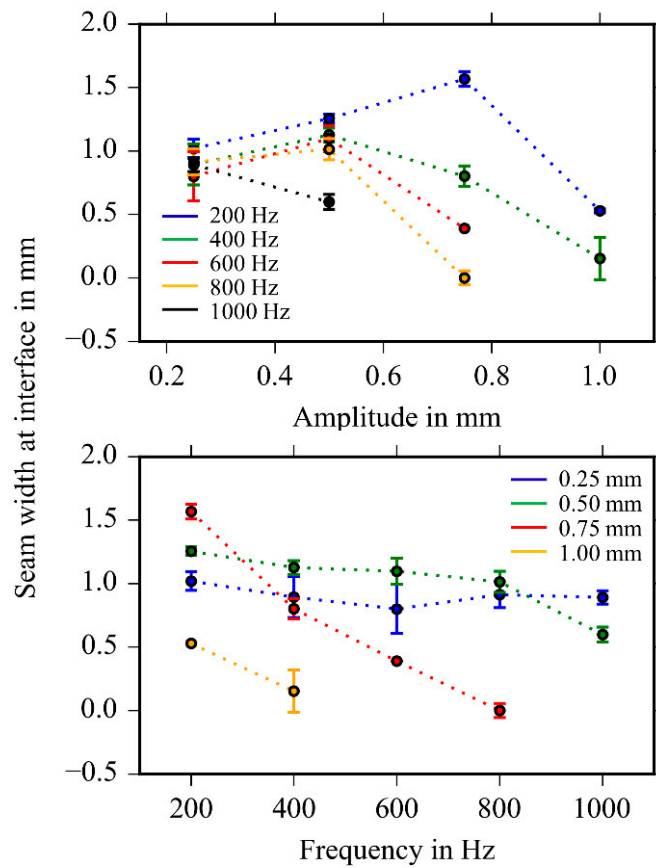 2.0
1.5
1.0
0.5
0.0
−0.5
200 Hz
400 Hz
600 Hz
800 Hz
1000 Hz
0.2 0.4 0.6 0.8 1.0
Amplitude in mm
Seam width at interface in mm
2.0
1.5
1.0
0.5
0.0
−0.5
0.25 mm
0.50 mm
0.75 mm
1.00 mm
200 400 600 800 1000
Frequency in Hz